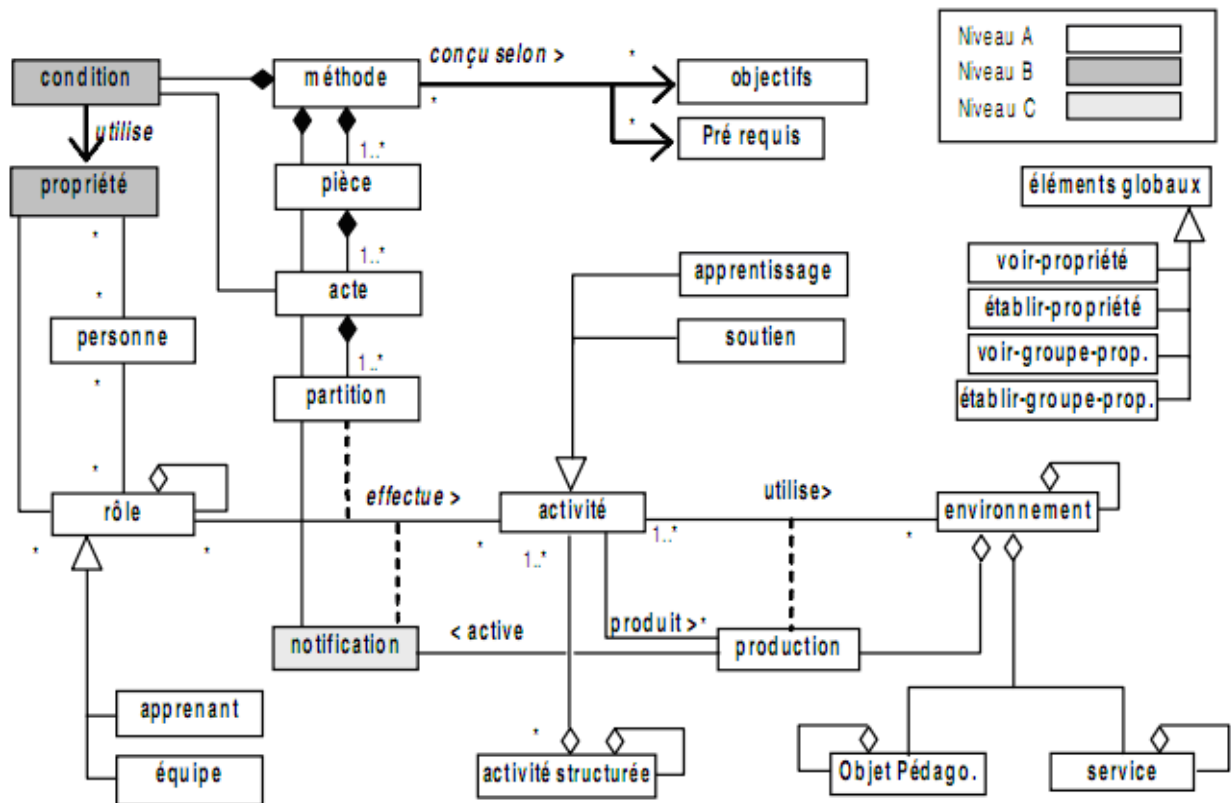 condition
méthode
conçu selon >
*
objectifs
Niveau A
Niveau B
Niveau C
*
utilise
*
Pré requis
1..*
propriété
pièce
éléments globaux
*
1..*
apprentissage
voir-propriété
acte
établir-propriété
*
personne
soutien
voir-groupe-prop.
1..*
*
partition
établir-groupe-prop.
*
effectue >
utilise>
rôle
activité
environnement
*
*
*
1..*
1..*
*
notification
< active
produit >*
production
apprenant
*
équipe
activité structurée
Objet Pédago.
service